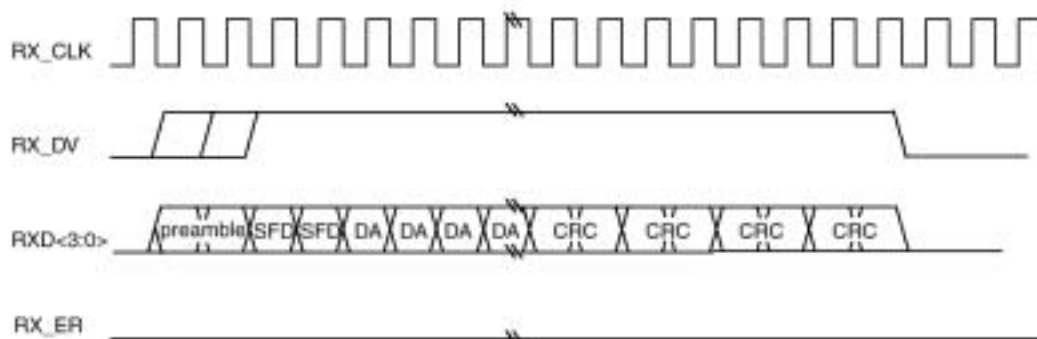 RX_CLK
RX_DV
RXD<3:0> preamble SFD SFD DA DA DA DA CRC CRC CRC CRC
RX_ER